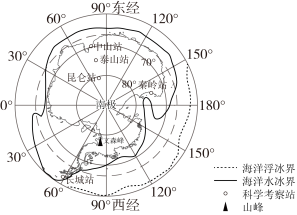 90°东经
60°
120°
30°
150°
中山站
泰山站
70°
昆仑站
秦岭站
80°
0°
南极
180°
文森峰
长城站
30°
150°
60°
120°
90°西经
海洋浮冰界
海洋水冰界
科学考察站
山峰